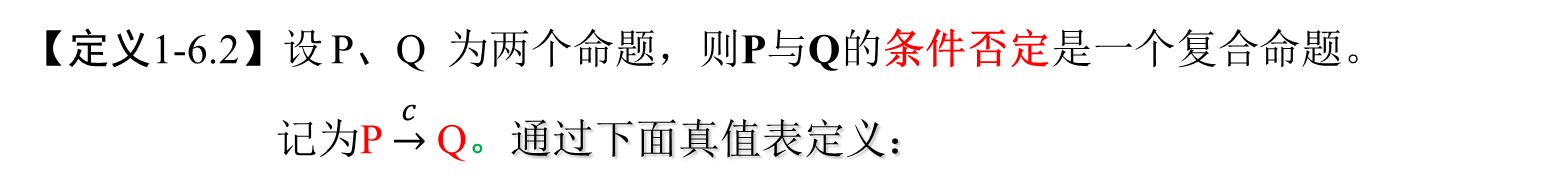 【定义1-6.2】设 P、Q 为两个命题，则P与Q的条件否定是一个复合命题。
记为P \xrightarrow{c} Q。通过下面真值表定义：